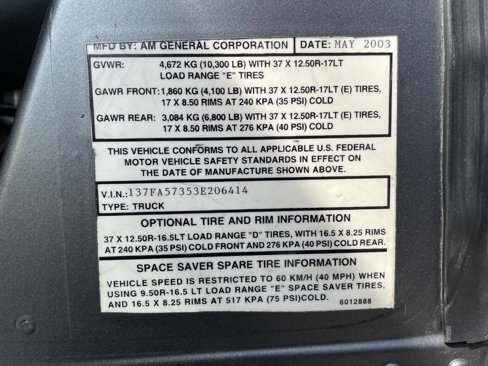 MFD BY: AM GENERAL CORPORATION DATE: MAY 2003
GVWR: 4,672 KG (10,300 LB) WITH 37 X 12.50R-17LT
LOAD RANGE "E" TIRES
GAWR FRONT: 1,860 KG (4,100 LB) WITH 37 X 12.50R-17LT (E) TIRES,
17 X 8.50 RIMS AT 240 KPA (35 PSI) COLD
GAWR REAR: 3,084 KG (6,800 LB) WITH 37 X 12.50R-17LT (E) TIRES,
17 X 8.50 RIMS AT 276 KPA (40 PSI) COLD
THIS VEHICLE CONFORMS TO ALL APPLICABLE U.S. FEDERAL
MOTOR VEHICLE SAFETY STANDARDS IN EFFECT ON
THE DATE OF MANUFACTURE SHOWN ABOVE.
V.I.N.: 137FA57353E206414
TYPE: TRUCK
OPTIONAL TIRE AND RIM INFORMATION
37 X 12.50R-16.5LT LOAD RANGE "D" TIRES, WITH 16.5 X 8.25 RIMS
AT 240 KPA (35 PSI) COLD FRONT AND 276 KPA (40 PSI) COLD REAR.
SPACE SAVER SPARE TIRE INFORMATION
VEHICLE SPEED IS RESTRICTED TO 60 KM/H (40 MPH) WHEN
USING 9.50R-16.5 LT LOAD RANGE "E" SPACE SAVER TIRES,
AND 16.5 X 8.25 RIMS AT 517 KPA (75 PSI)COLD. 6012888